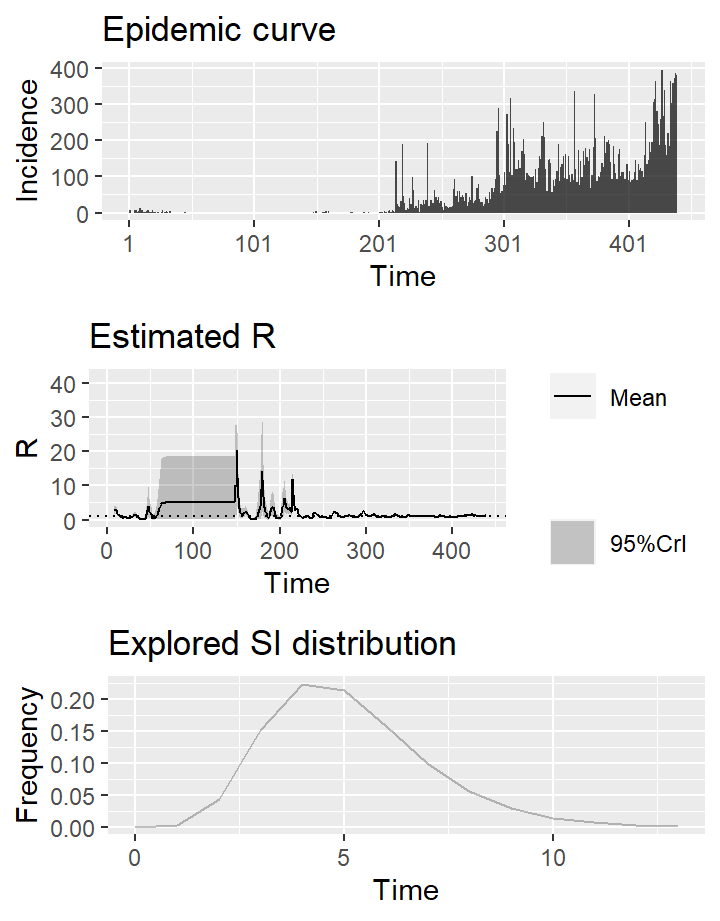 Epidemic curve
400
300
200
100
0
Incidence
1 101 201 301 401
Time
Estimated R
40
30
20
10
0
R
0 100 200 300 400
Time
Mean
95%CrI
Explored SI distribution
0.20
0.15
0.10
0.05
0.00
Frequency
0 5 10
Time